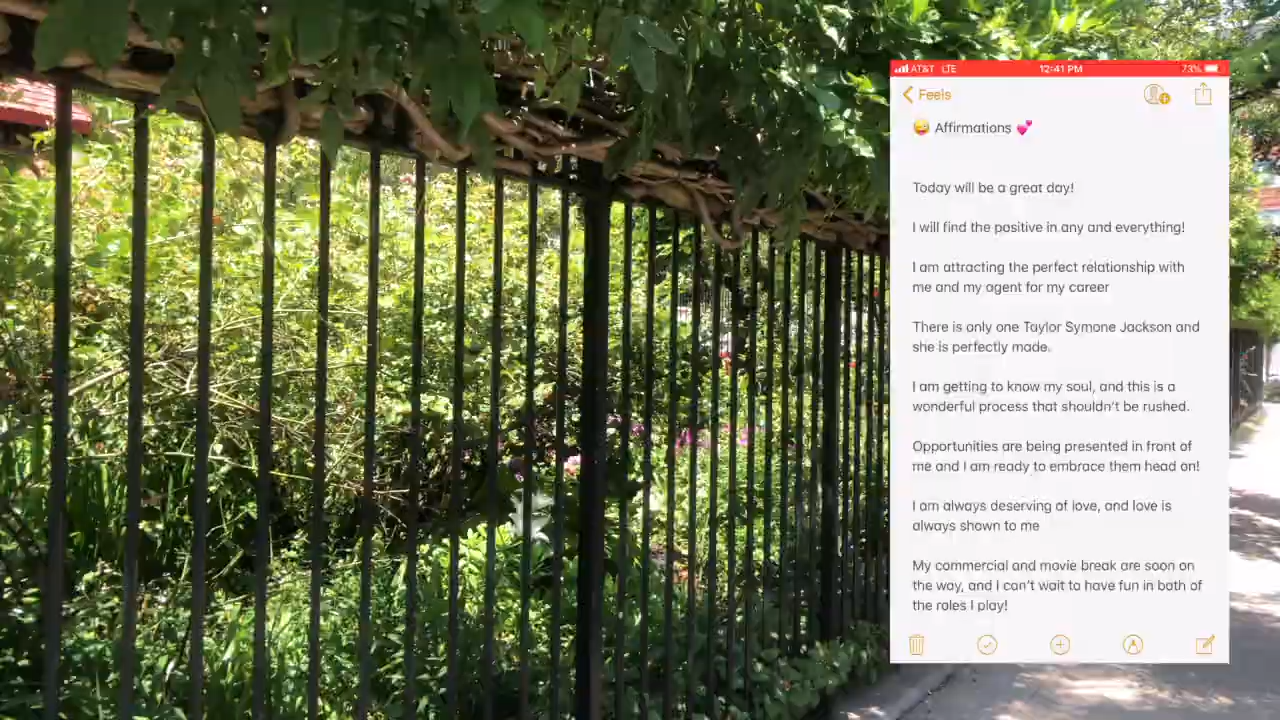 AT&T LTE 12:41 PM 73%
Feels
😜 Affirmations 💕
Today will be a great day!
I will find the positive in any and everything!
I am attracting the perfect relationship with
me and my agent for my career
There is only one Taylor Symone Jackson and
she is perfectly made.
I am getting to know my soul, and this is a
wonderful process that shouldn't be rushed.
Opportunities are being presented in front of
me and I am ready to embrace them head on!
I am always deserving of love, and love is
always shown to me
My commercial and movie break are soon on
the way, and I can't wait to have fun in both of
the roles I play!